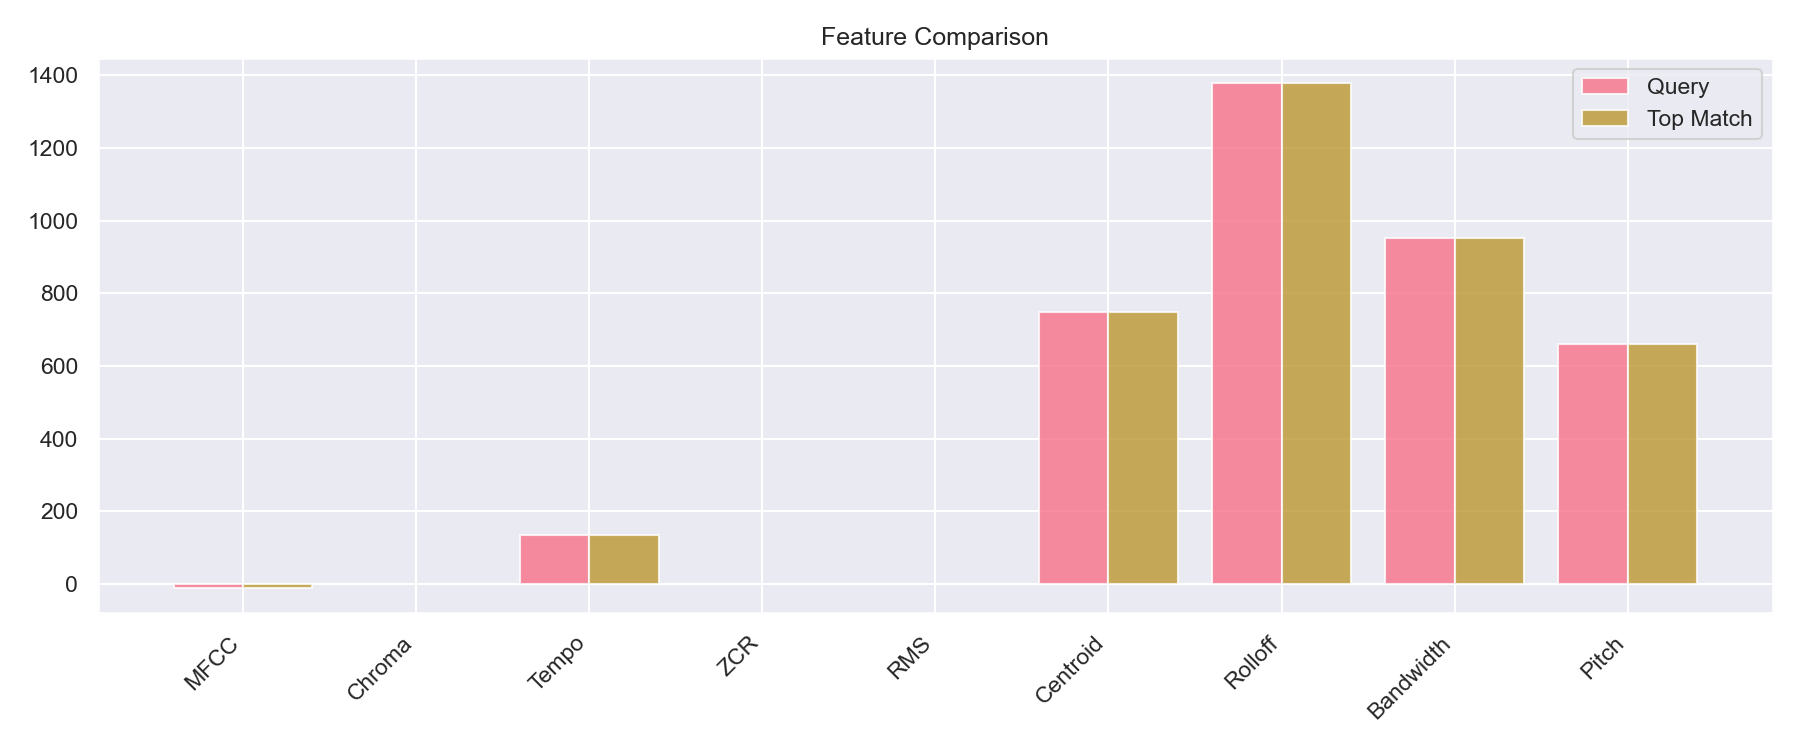 Feature Comparison
Query
Top Match
1400
1200
1000
800
600
400
200
0
MFCC
Chroma
Tempo
ZCR
RMS
Centroid
Rolloff
Bandwidth
Pitch